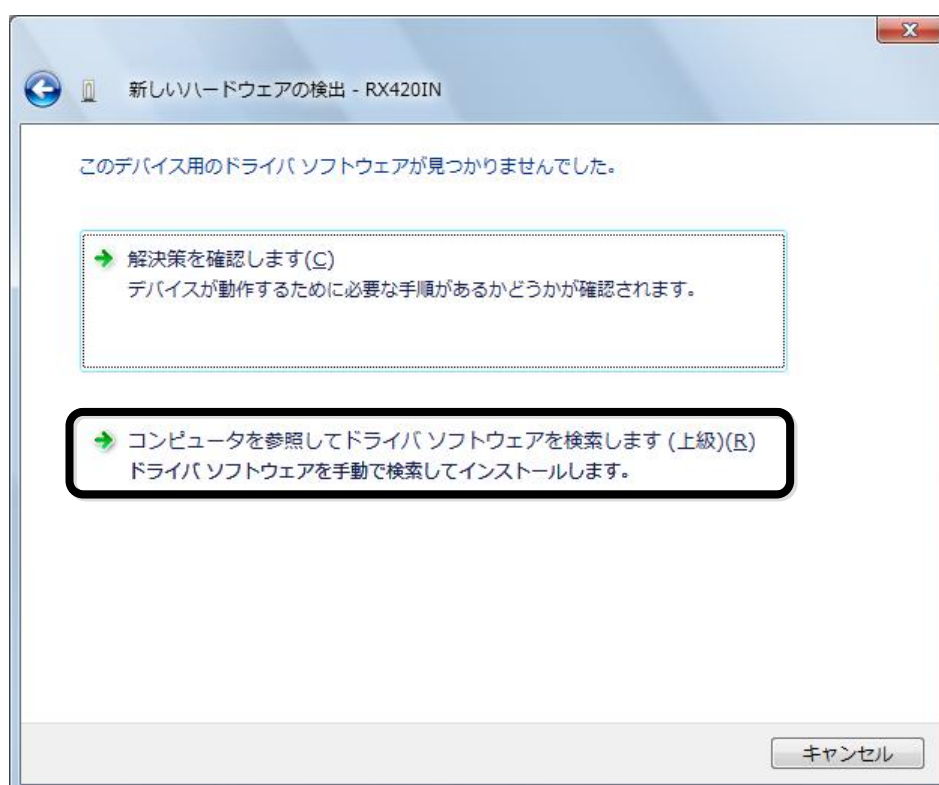 新しいハードウェアの検出 - RX420IN
このデバイス用のドライバ ソフトウェアが見つかりませんでした。
解決策を確認します(C)
デバイスが動作するために必要な手順があるかどうかが確認されます。
コンピュータを参照してドライバ ソフトウェアを検索します (上級)(R)
ドライバ ソフトウェアを手動で検索してインストールします。
キャンセル